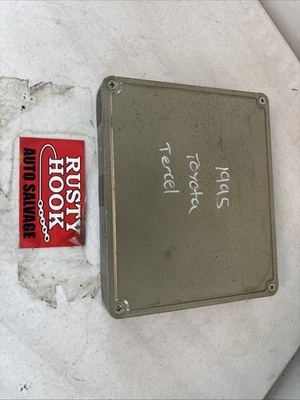 RUSTY
HOOK
AUTO SALVAGE
1995
Toyota
Tercel